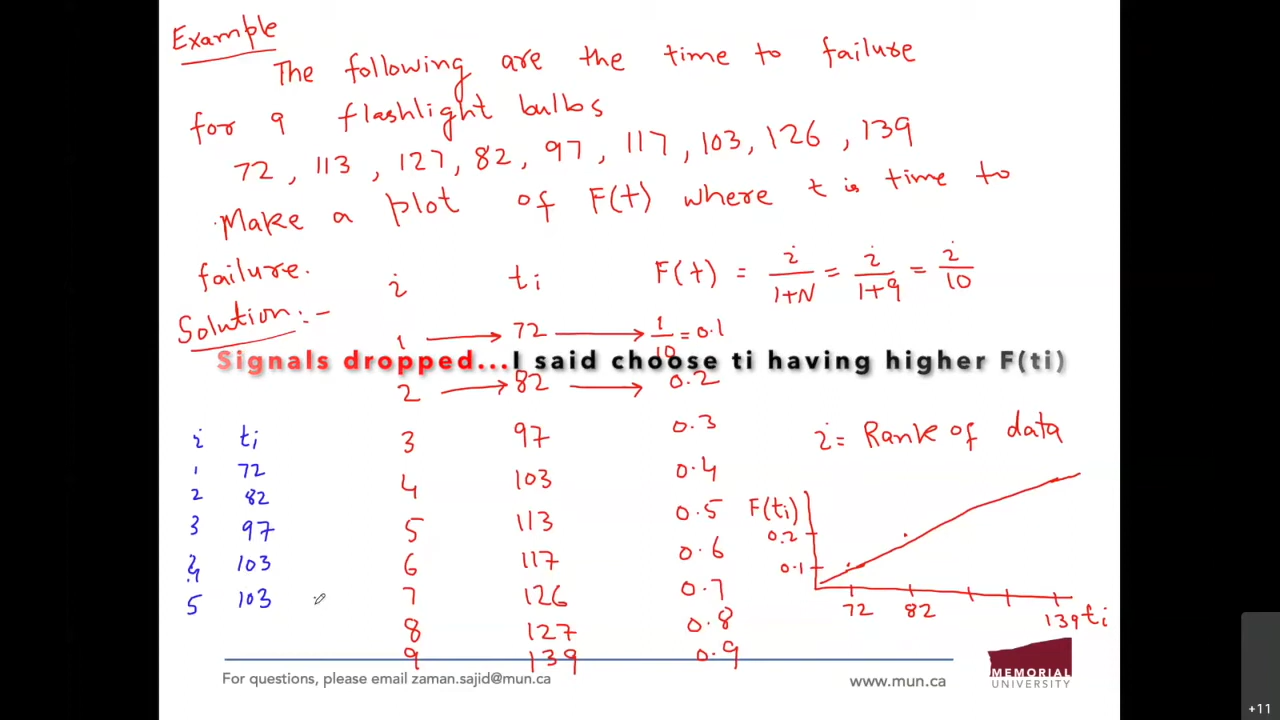 Example
The following are the time to failure
for 9 flashlight bulbs
72, 113, 127, 82, 97, 117, 103, 126, 139
Make a plot of F(t) where t is time to
failure.
i ti F(t) = i/1+N = i/1+9 = i/10
Solution:-
1 → 72 → 1/10 = 0.1
Signals dropped...I said choose ti having higher F(ti)
2 → 82 → 0.2
3 97 0.3
4 103 0.4
5 113 0.5
6 117 0.6
7 126 0.7
8 127 0.8
9 139 0.9
i ti
1 72
2 82
3 97
4 103
5 103
i = Rank of data
F(ti)
0.2
0.1
72 82 139 ti
For questions, please email zaman.sajid@mun.ca
www.mun.ca
MEMORIAL
UNIVERSITY
+11